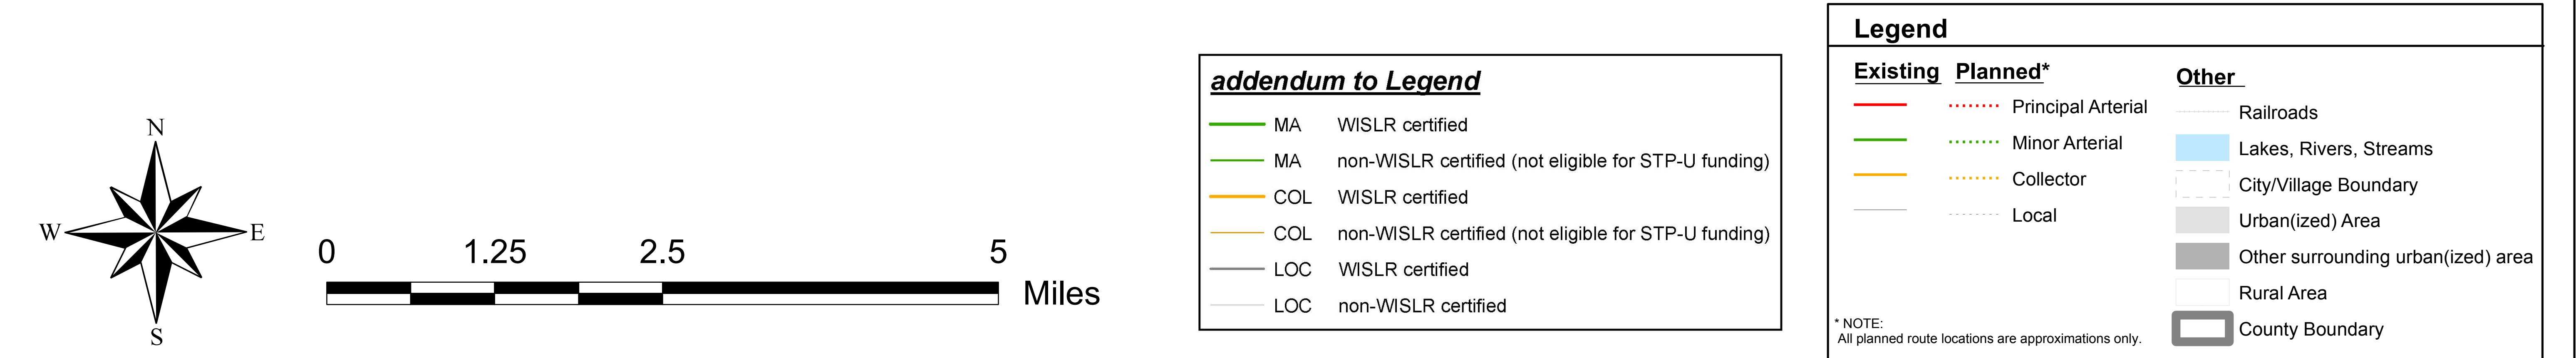 N
W E
S
0 1.25 2.5 5
Miles
addendum to Legend
MA WISLR certified
MA non-WISLR certified (not eligible for STP-U funding)
COL WISLR certified
COL non-WISLR certified (not eligible for STP-U funding)
LOC WISLR certified
LOC non-WISLR certified
Legend
Existing Planned*
Principal Arterial
Minor Arterial
Collector
Local
Other
Railroads
Lakes, Rivers, Streams
City/Village Boundary
Urban(ized) Area
Other surrounding urban(ized) area
Rural Area
County Boundary
* NOTE:
All planned route locations are approximations only.